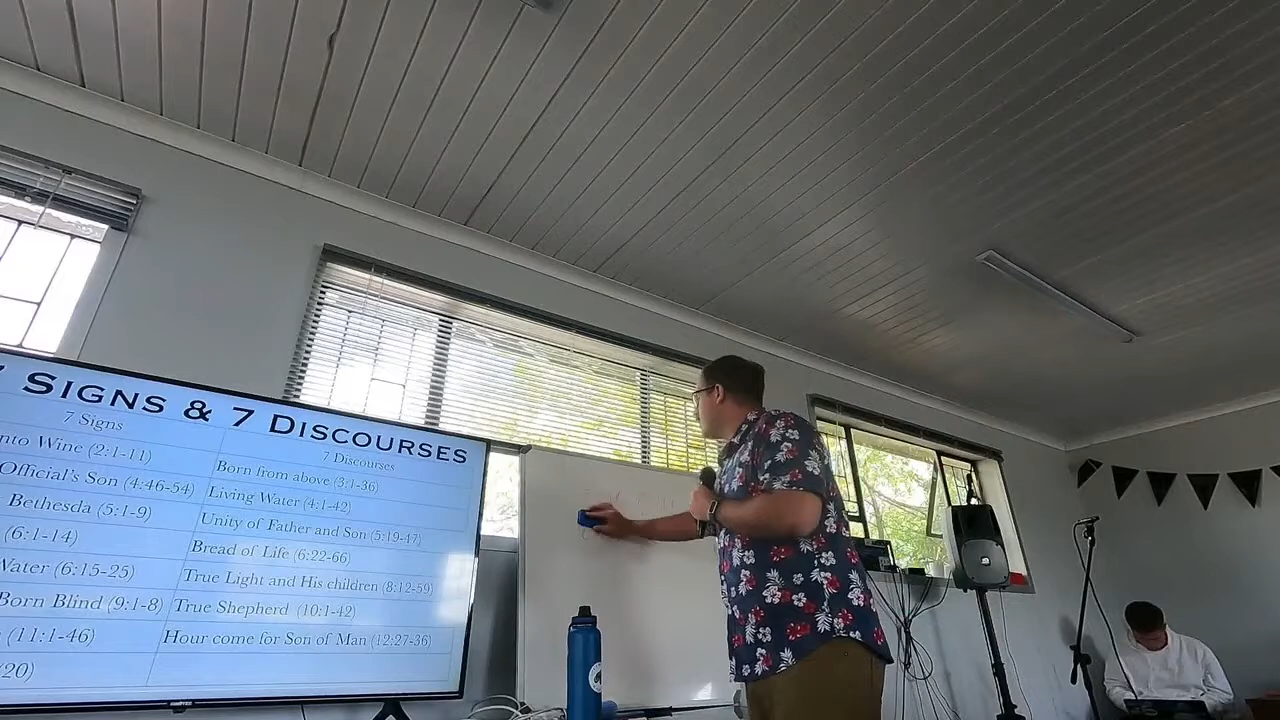 7 SIGNS & 7 DISCOURSES
7 Signs
7 Discourses
nto Wine (2:1-11)
Born from above (3:1-36)
Official's Son (4:46-54)
Living Water (4:1-42)
Bethesda (5:1-9)
Unity of Father and Son (5:19-47)
(6:1-14)
Bread of Life (6:22-66)
Water (6:15-25)
True Light and His children (8:12-59)
Born Blind (9:1-8)
True Shepherd (10:1-42)
(11:1-46)
Hour come for Son of Man (12:27-36)
20)